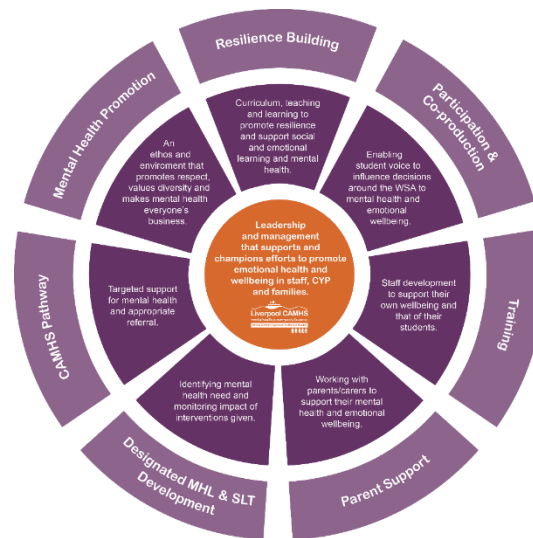 Resilience Building
Curriculum, teaching
and learning to
promote resilience
and support social
and emotional
learning and mental
health.
Participation &
Co-production
Enabling
student voice to
influence decisions
around the WSA to
mental health and
emotional
wellbeing.
Training
Staff development
to support their
own wellbeing and
that of their
students.
Parent Support
Working with
parents/carers to
support their mental
health and emotional
wellbeing.
Designated MHL & SLT
Development
Identifying mental
health need and
monitoring impact of
interventions given.
CAMHS Pathway
Targeted support
for mental health
and appropriate
referral.
Mental Health Promotion
An
ethos and
enviroment that
promotes respect,
values diversity and
makes mental health
everyone's
business.
Leadership
and management
that supports and
champions efforts to promote
emotional health and
wellbeing in staff, CYP
and families.
Liverpool CAMHS